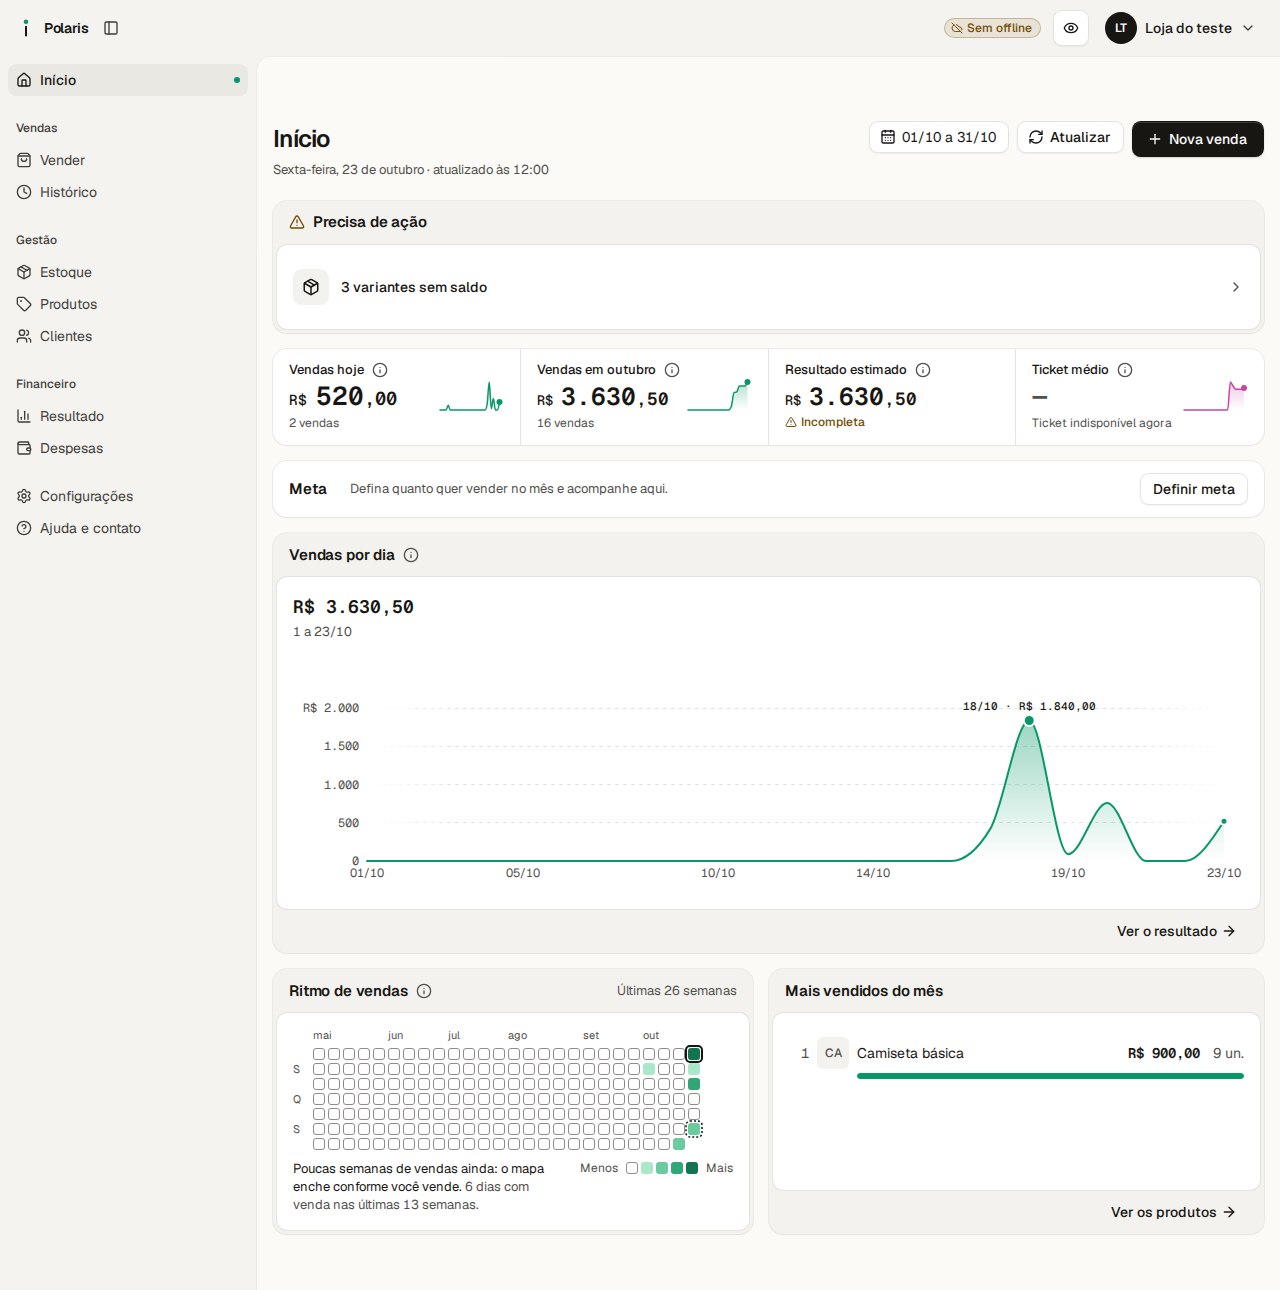 Polaris
Sem offline
LT
Loja do teste
Início
Vendas
Vender
Histórico
Gestão
Estoque
Produtos
Clientes
Financeiro
Resultado
Despesas
Configurações
Ajuda e contato
Início
Sexta-feira, 23 de outubro · atualizado às 12:00
01/10 a 31/10
Atualizar
Nova venda
Precisa de ação
3 variantes sem saldo
Vendas hoje
R$ 520,00
2 vendas
Vendas em outubro
R$ 3.630,50
16 vendas
Resultado estimado
R$ 3.630,50
Incompleta
Ticket médio
—
Ticket indisponível agora
Meta
Defina quanto quer vender no mês e acompanhe aqui.
Definir meta
Vendas por dia
R$ 3.630,50
1 a 23/10
R$ 2.000
1.500
1.000
500
0
18/10 · R$ 1.840,00
01/10 05/10 10/10 14/10 19/10 23/10
Ver o resultado
Ritmo de vendas
Últimas 26 semanas
mai jun jul ago set out
S
Q
S
Poucas semanas de vendas ainda: o mapa
enche conforme você vende. 6 dias com
venda nas últimas 13 semanas.
Menos
Mais
Mais vendidos do mês
1 CA Camiseta básica R$ 900,00 9 un.
Ver os produtos